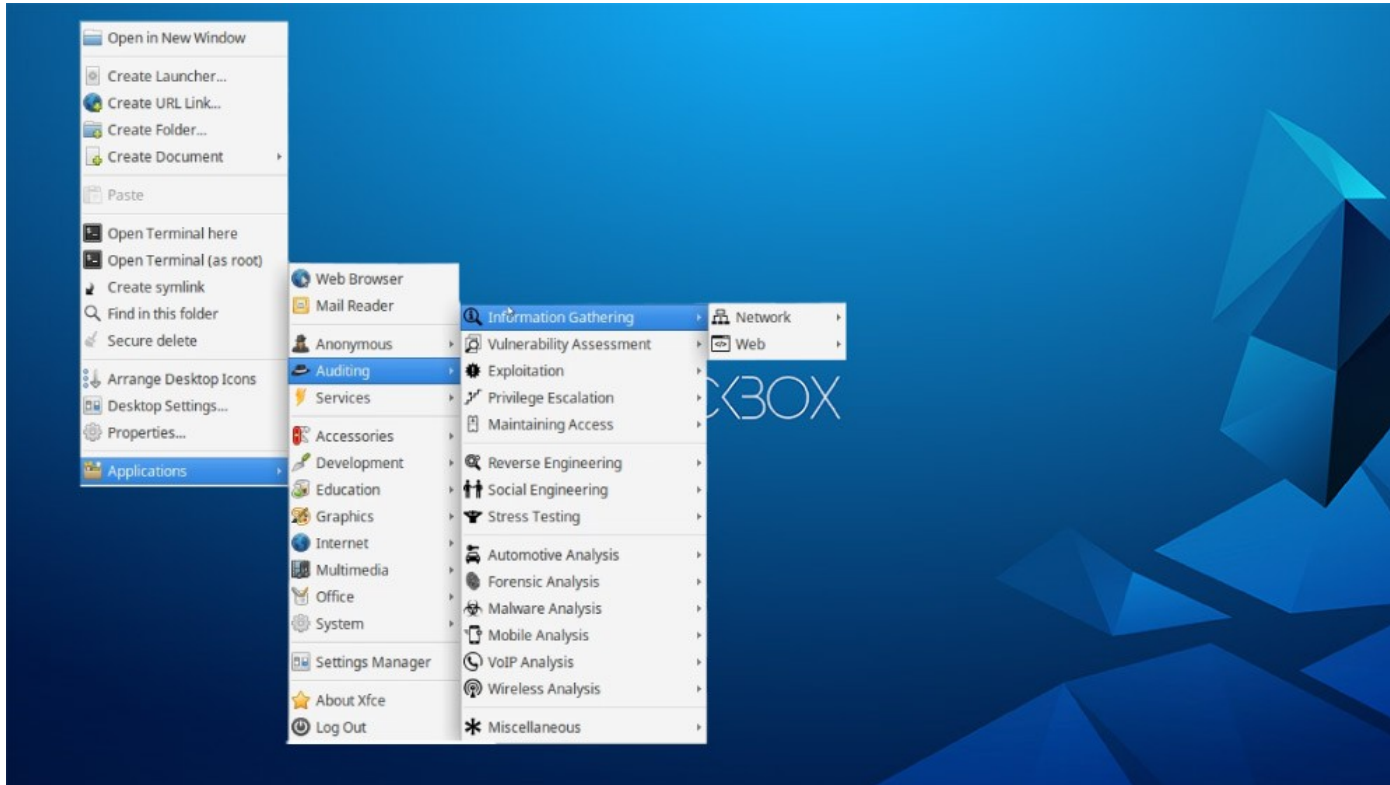 Open in New Window
Create Launcher...
Create URL Link...
Create Folder...
Create Document
Paste
Open Terminal here
Open Terminal (as root)
Create symlink
Find in this folder
Secure delete
Arrange Desktop Icons
Desktop Settings...
Properties...
Applications
Web Browser
Mail Reader
Anonymous
Auditing
Services
Accessories
Development
Education
Graphics
Internet
Multimedia
Office
System
Settings Manager
About Xfce
Log Out
Information Gathering
Vulnerability Assessment
Exploitation
Privilege Escalation
Maintaining Access
Reverse Engineering
Social Engineering
Stress Testing
Automotive Analysis
Forensic Analysis
Malware Analysis
Mobile Analysis
VoIP Analysis
Wireless Analysis
Miscellaneous
Network
Web